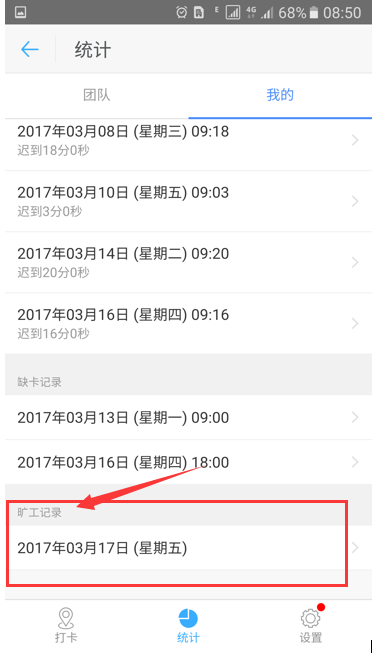 68% 08:50
统计
团队 我的
2017年03月08日 (星期三) 09:18
迟到18分0秒
2017年03月10日 (星期五) 09:03
迟到3分0秒
2017年03月14日 (星期二) 09:20
迟到20分0秒
2017年03月16日 (星期四) 09:16
迟到16分0秒
缺卡记录
2017年03月13日 (星期一) 09:00
2017年03月16日 (星期四) 18:00
旷工记录
2017年03月17日 (星期五)
打卡 统计 设置